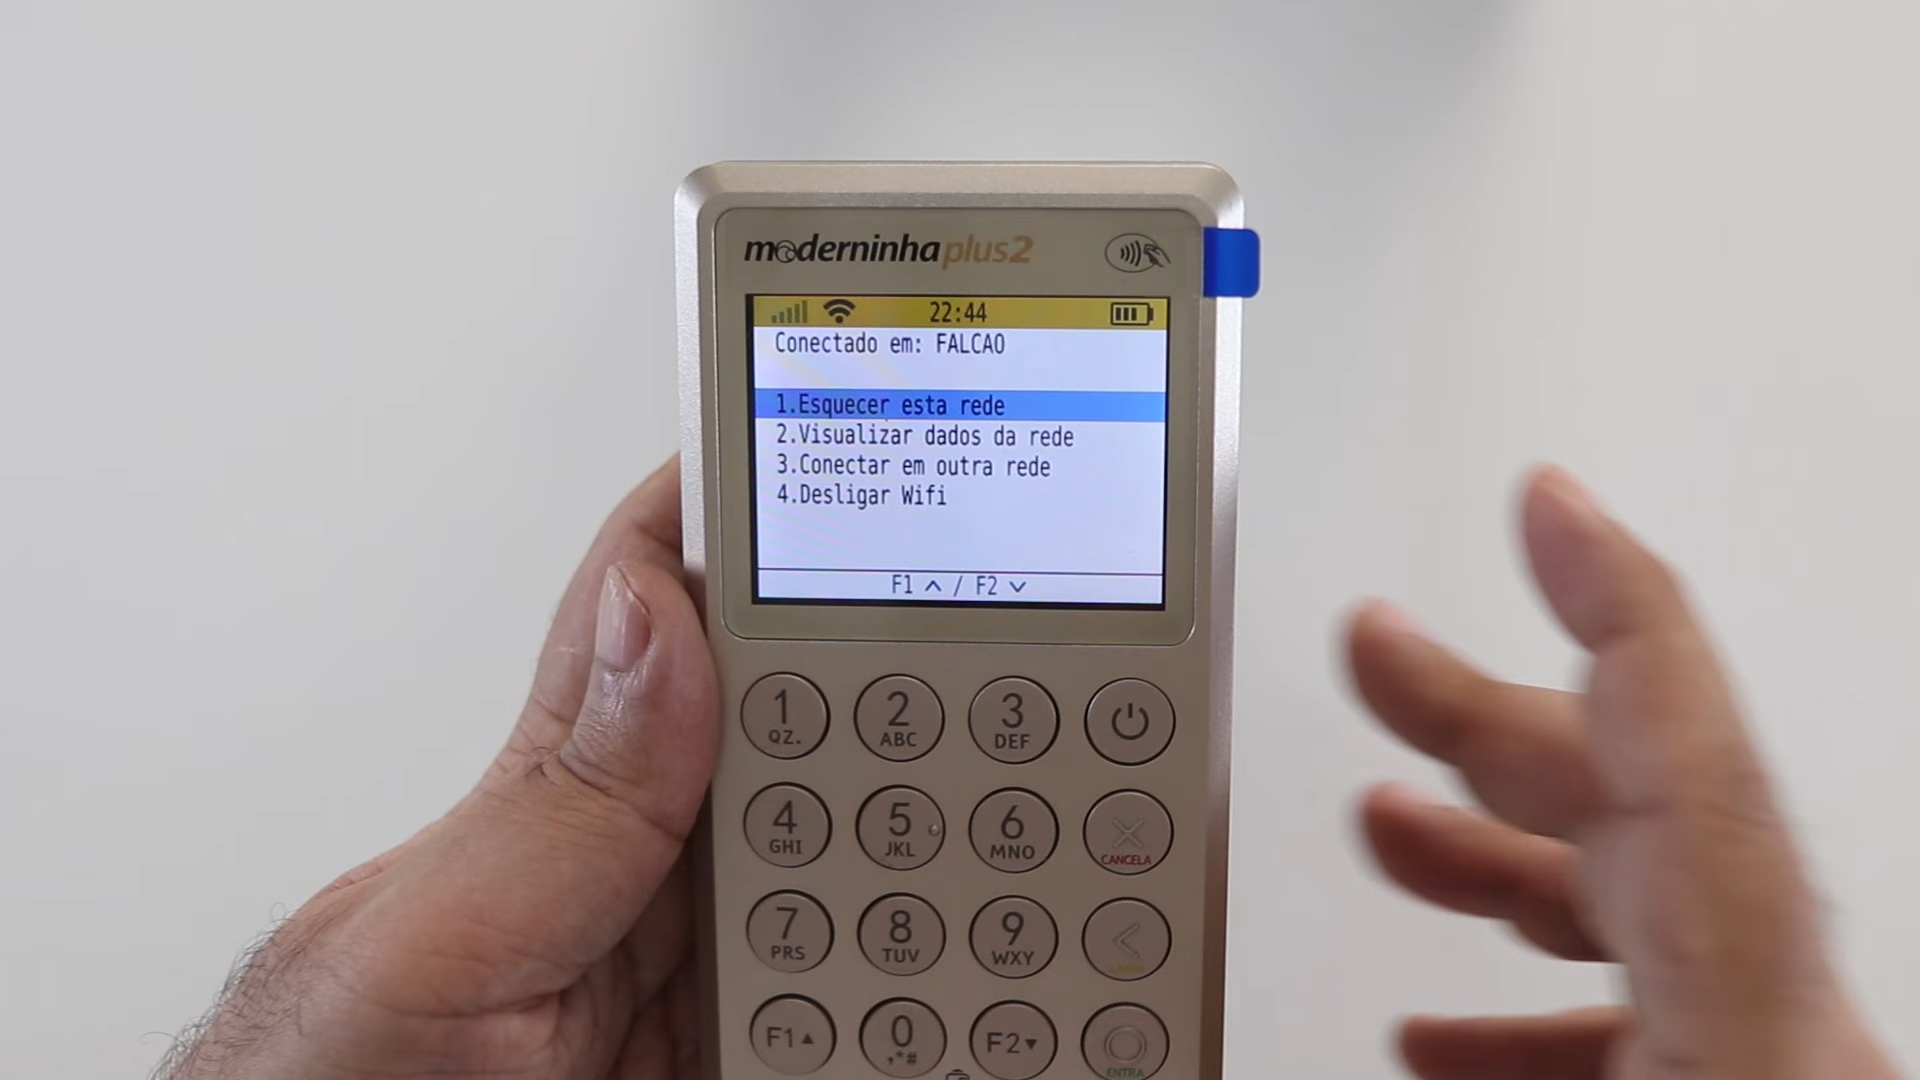 moderninha plus2
22:44
Conectado em: FALCAO
1.Esquecer esta rede
2.Visualizar dados da rede
3.Conectar em outra rede
4.Desligar Wifi
F1 ^ / F2 v
1 2 3
QZ. ABC DEF
4 5 6
GHI JKL MNO CANCELA
7 8 9
PRS TUV WXY
F1▲ 0 F2▼
,*# ENTRA